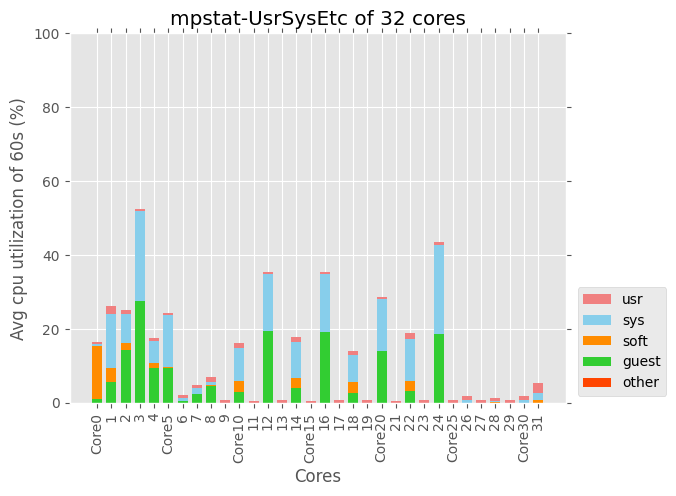 mpstat-UsrSysEtc of 32 cores
100
80
60
40
20
0
Avg cpu utilization of 60s (%)
Core0
1
2
3
4
Core5
6
7
8
9
Core10
11
12
13
14
Core15
16
17
18
19
Core20
21
22
23
24
Core25
26
27
28
29
Core30
31
Cores
usr
sys
soft
guest
other